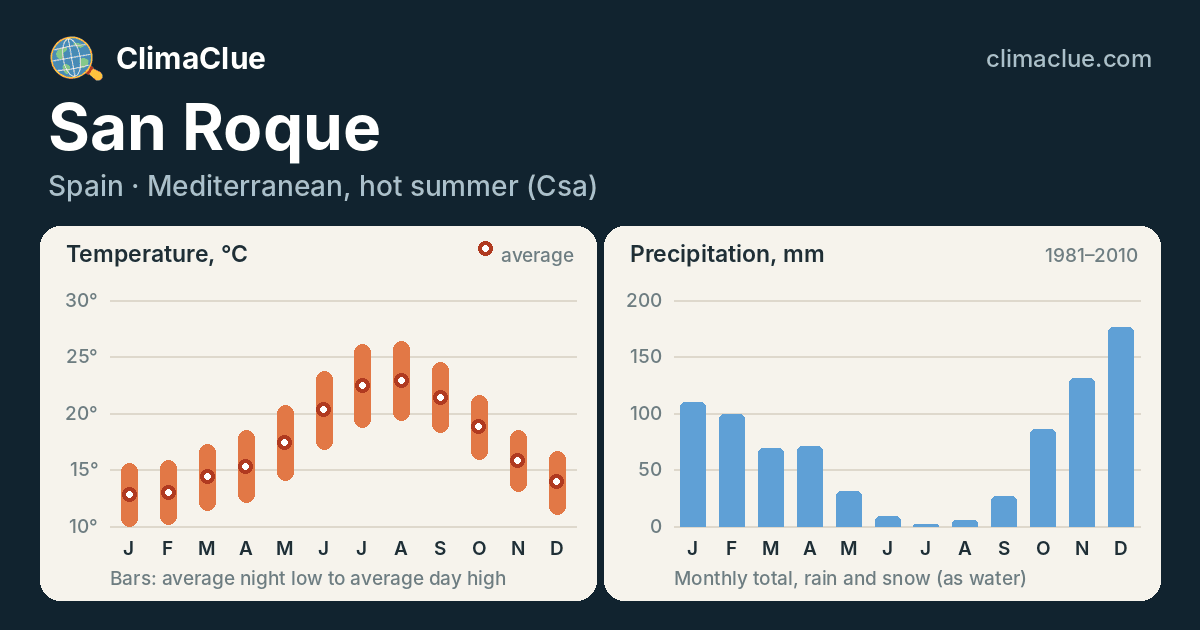 ClimaClue
climaclue.com
San Roque
Spain · Mediterranean, hot summer (Csa)
Temperature, °C
average
30°
25°
20°
15°
10°
J F M A M J J A S O N D
Bars: average night low to average day high
Precipitation, mm
1981–2010
200
150
100
50
0
J F M A M J J A S O N D
Monthly total, rain and snow (as water)